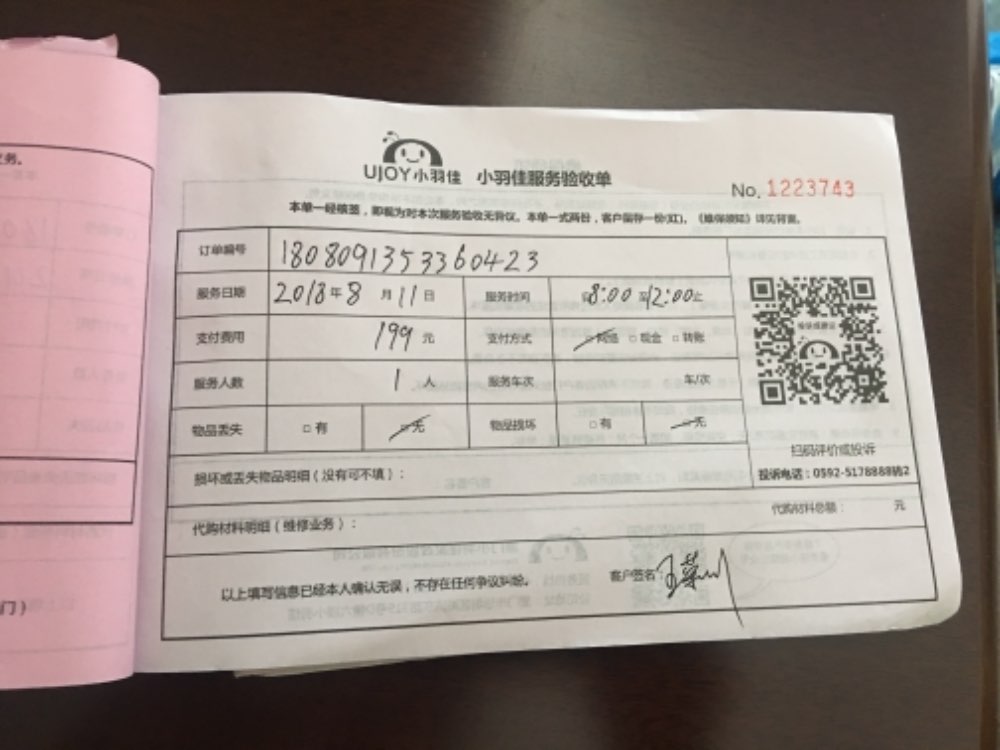 务。
门)
UJOY小羽佳 小羽佳服务验收单
No. 1223743
本单一经核签，即视为对本次服务验收无异议。本单一式两份，客户留存一份(红)。《维保须知》详见背面。
订单编号 1808091353360423
服务日期 2018年8月11日 服务时间 自8:00至12:00止
支付费用 199元 支付方式 □网络 □现金 □转账
服务人数 1人 服务车次 车/次
物品丢失 □有 □无 物品损坏 □有 □无
扫码评价或投诉
投诉电话：0592-5178888转2
损坏或丢失物品明细（没有可不填）：
代购材料明细（维修业务）： 代购材料总额： 元
以上填写信息已经本人确认无误，不存在任何争议纠纷。 客户签名：